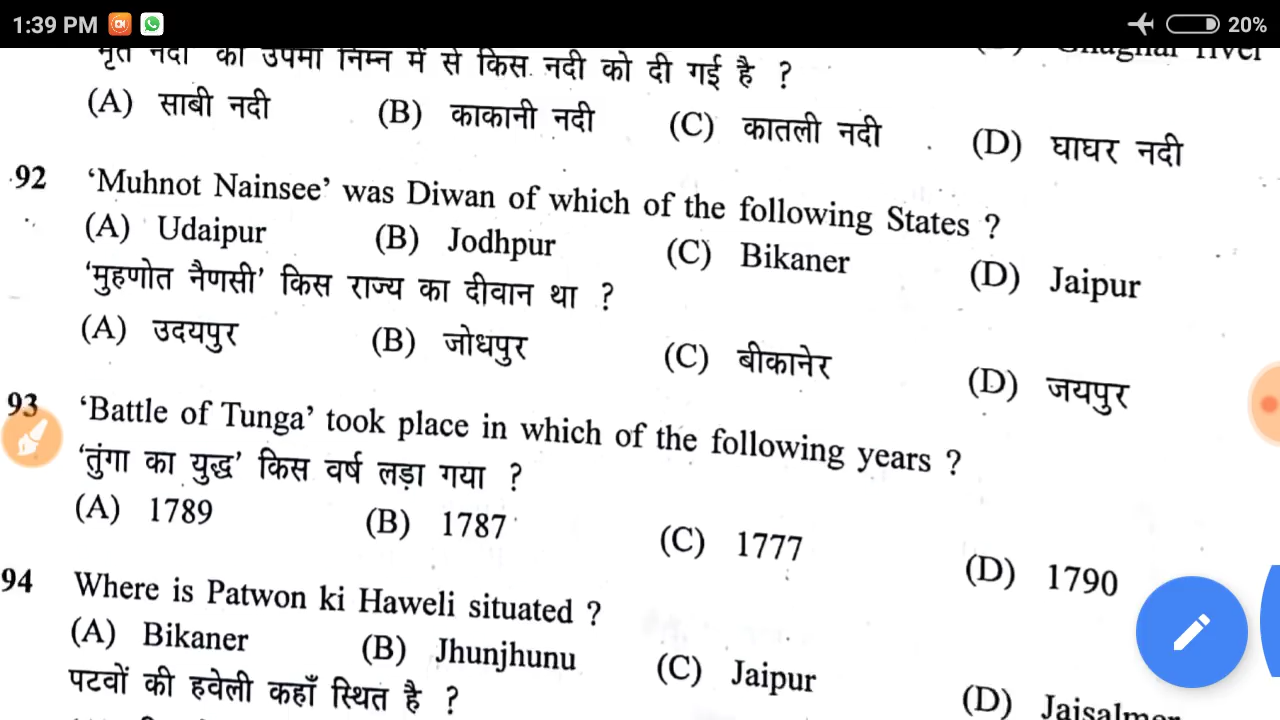 1:39 PM 20%
मृत नदी की उपमा निम्न में से किस नदी को दी गई है ? Ghaghar river
(A) साबी नदी (B) काकानी नदी (C) कातली नदी (D) घाघर नदी
92 'Muhnot Nainsee' was Diwan of which of the following States ?
(A) Udaipur (B) Jodhpur (C) Bikaner (D) Jaipur
'मुहणोत नैणसी' किस राज्य का दीवान था ?
(A) उदयपुर (B) जोधपुर (C) बीकानेर (D) जयपुर
93 'Battle of Tunga' took place in which of the following years ?
'तुंगा का युद्ध' किस वर्ष लड़ा गया ?
(A) 1789 (B) 1787 (C) 1777 (D) 1790
94 Where is Patwon ki Haweli situated ?
(A) Bikaner (B) Jhunjhunu (C) Jaipur (D) Jaisalmer
पटवों की हवेली कहाँ स्थित है ?